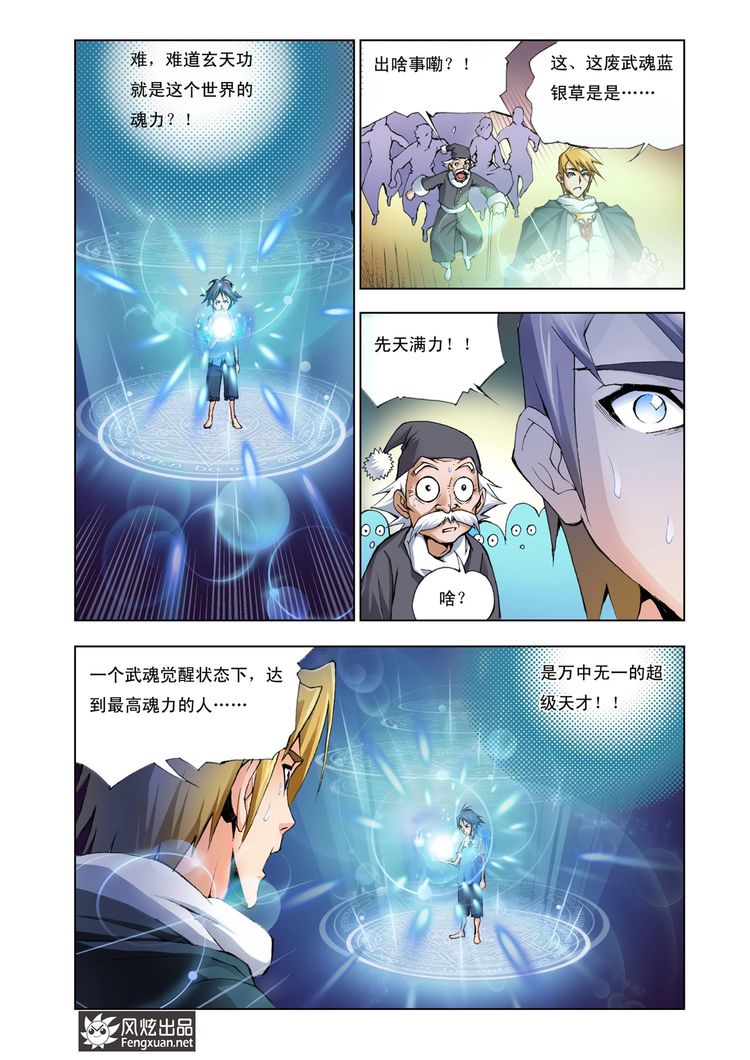 难，难道玄天功
就是这个世界的
魂力？？！
出啥事嘞？！
这、这废武魂蓝
银草是是……
先天满力！！
啥？
一个武魂觉醒状态下，达
到最高魂力的人……
是万中无一的超
级天才！！
风炫出品
Fengxuan.net